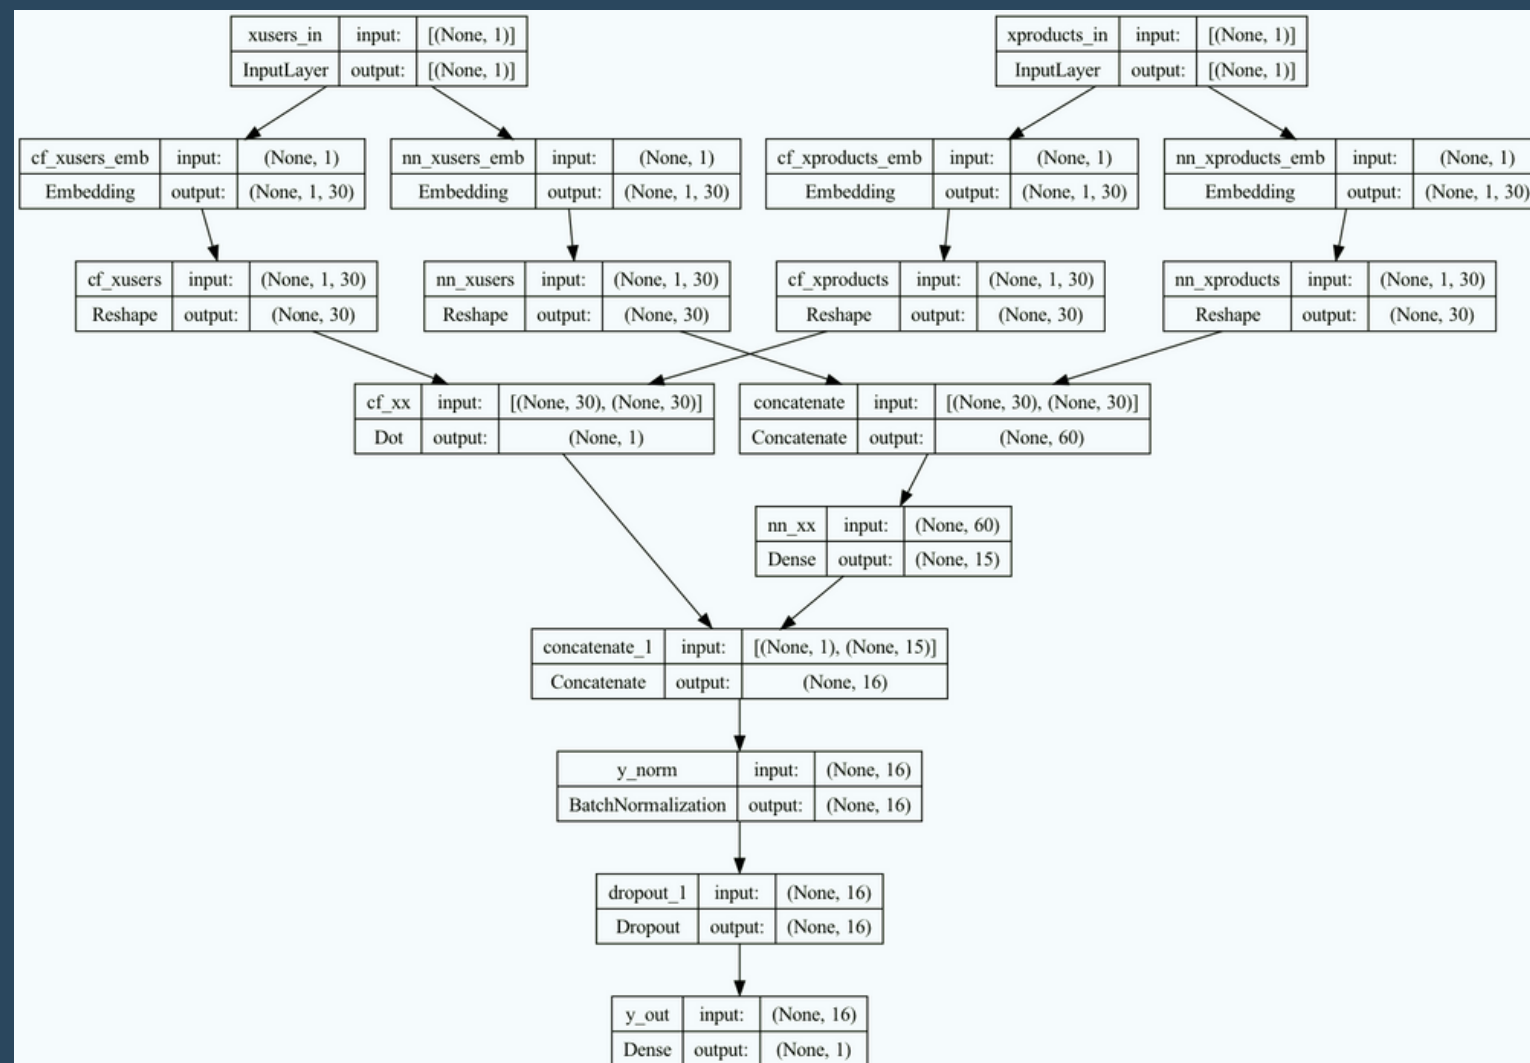 xusers_in input: [(None, 1)]
InputLayer output: [(None, 1)]
xproducts_in input: [(None, 1)]
InputLayer output: [(None, 1)]
cf_xusers_emb input: (None, 1)
Embedding output: (None, 1, 30)
nn_xusers_emb input: (None, 1)
Embedding output: (None, 1, 30)
cf_xproducts_emb input: (None, 1)
Embedding output: (None, 1, 30)
nn_xproducts_emb input: (None, 1)
Embedding output: (None, 1, 30)
cf_xusers input: (None, 1, 30)
Reshape output: (None, 30)
nn_xusers input: (None, 1, 30)
Reshape output: (None, 30)
cf_xproducts input: (None, 1, 30)
Reshape output: (None, 30)
nn_xproducts input: (None, 1, 30)
Reshape output: (None, 30)
cf_xx input: [(None, 30), (None, 30)]
Dot output: (None, 1)
concatenate input: [(None, 30), (None, 30)]
Concatenate output: (None, 60)
nn_xx input: (None, 60)
Dense output: (None, 15)
concatenate_1 input: [(None, 1), (None, 15)]
Concatenate output: (None, 16)
y_norm input: (None, 16)
BatchNormalization output: (None, 16)
dropout_1 input: (None, 16)
Dropout output: (None, 16)
y_out input: (None, 16)
Dense output: (None, 1)